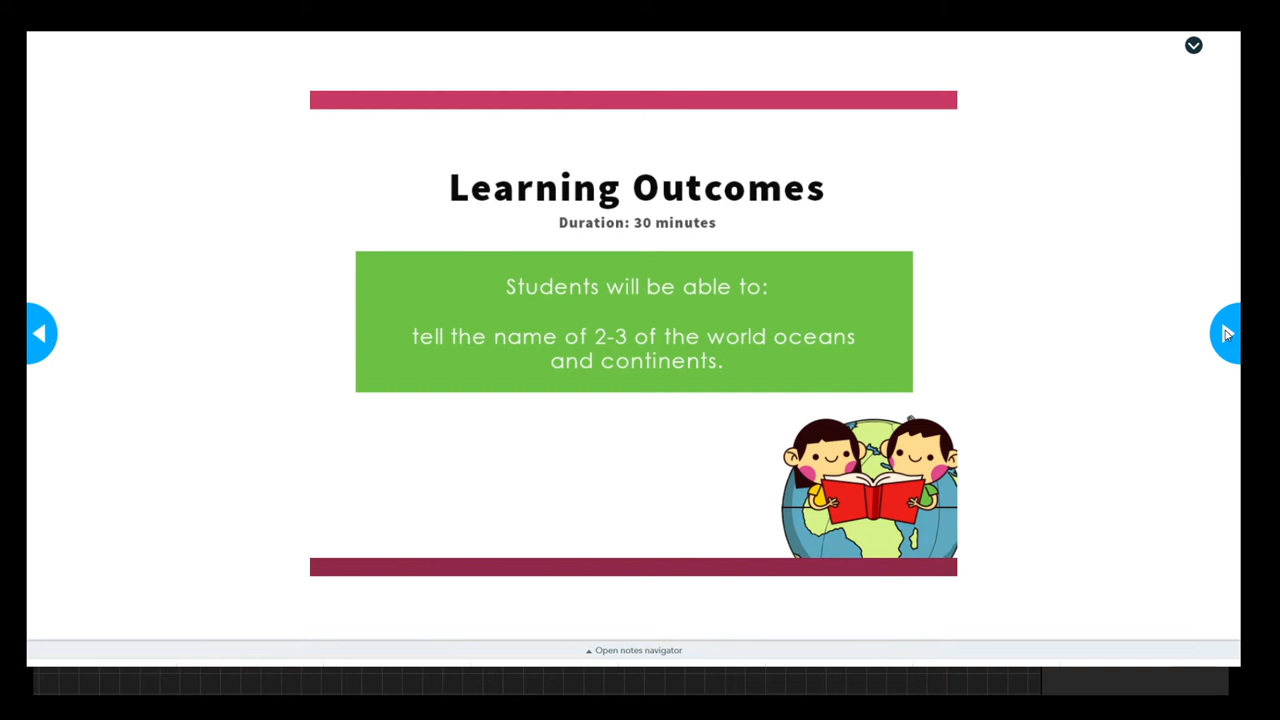 Learning Outcomes
Duration: 30 minutes
Students will be able to:
tell the name of 2-3 of the world oceans
and continents.
Open notes navigator